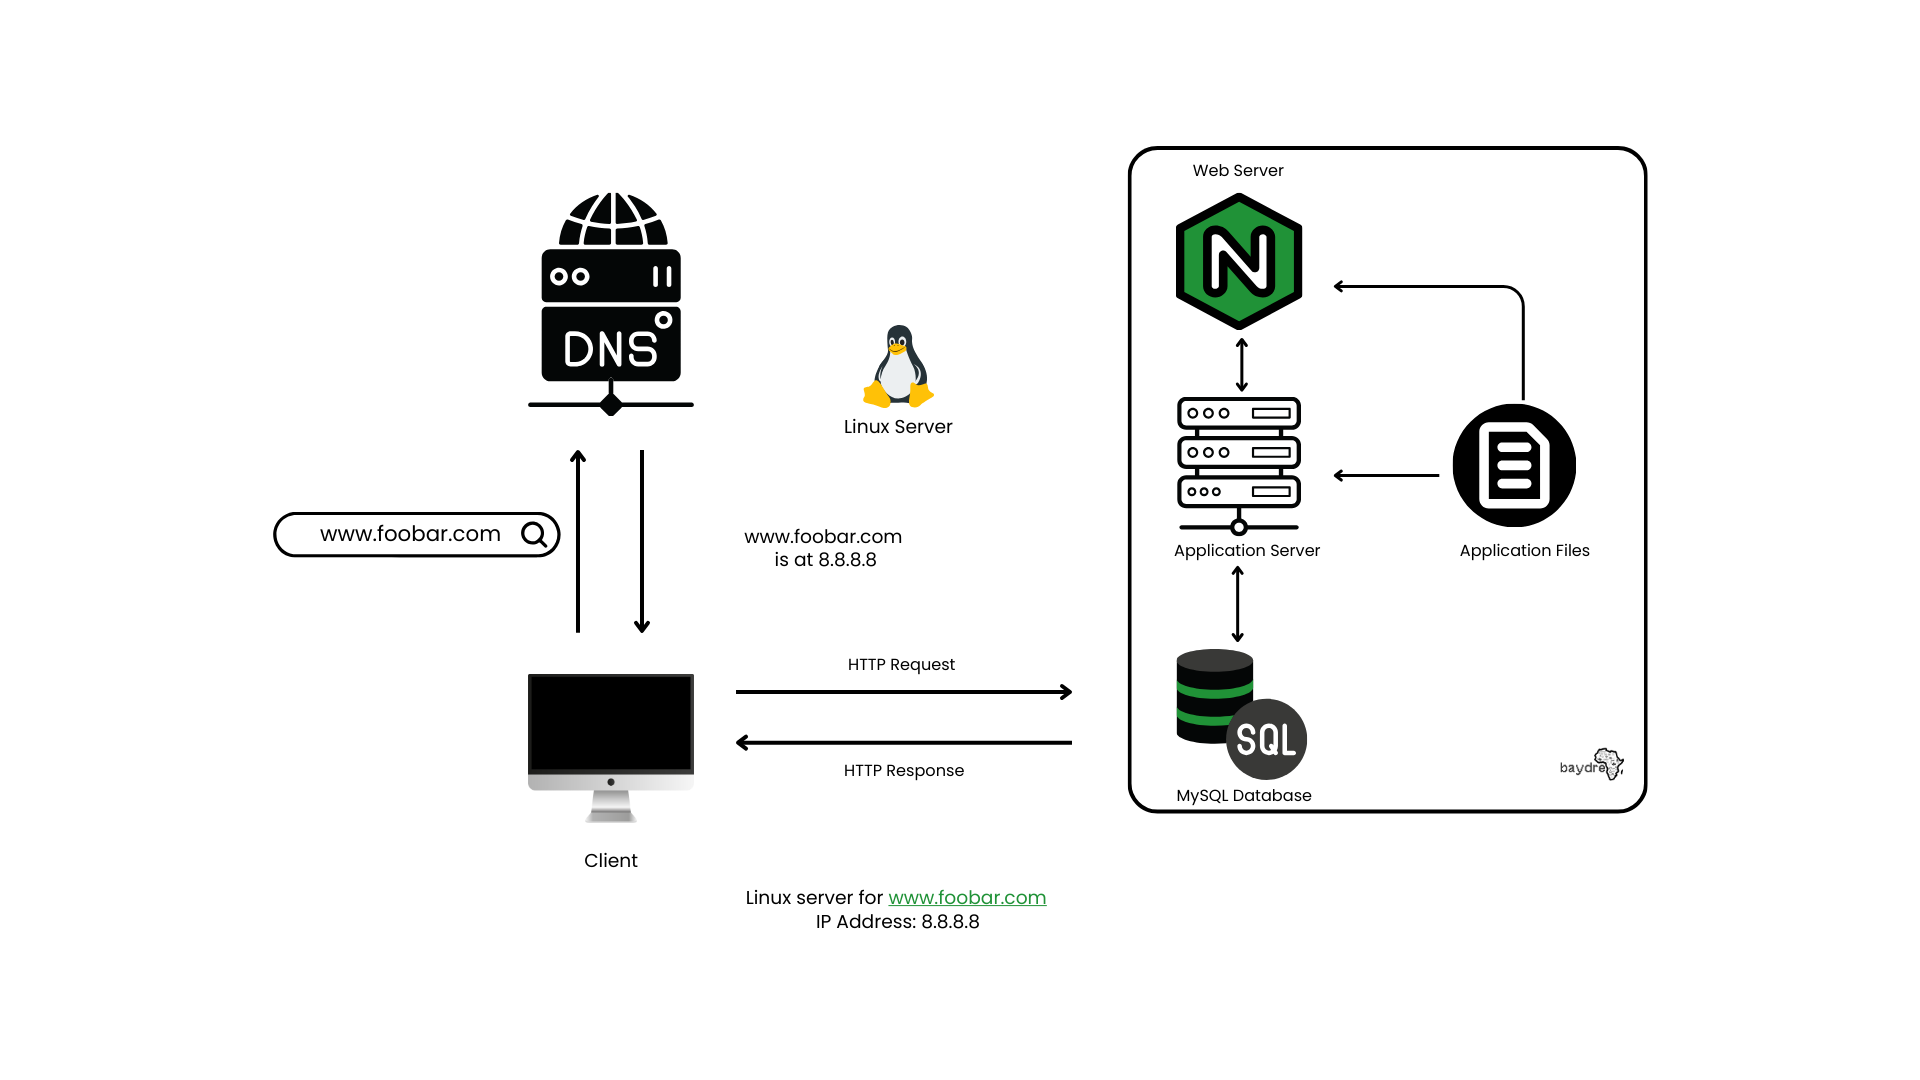 Web Server
N
DNS
Linux Server
www.foobar.com
www.foobar.com
is at 8.8.8.8
Application Server
Application Files
HTTP Request
HTTP Response
SQL
MySQL Database
baydre
Client
Linux server for www.foobar.com
IP Address: 8.8.8.8